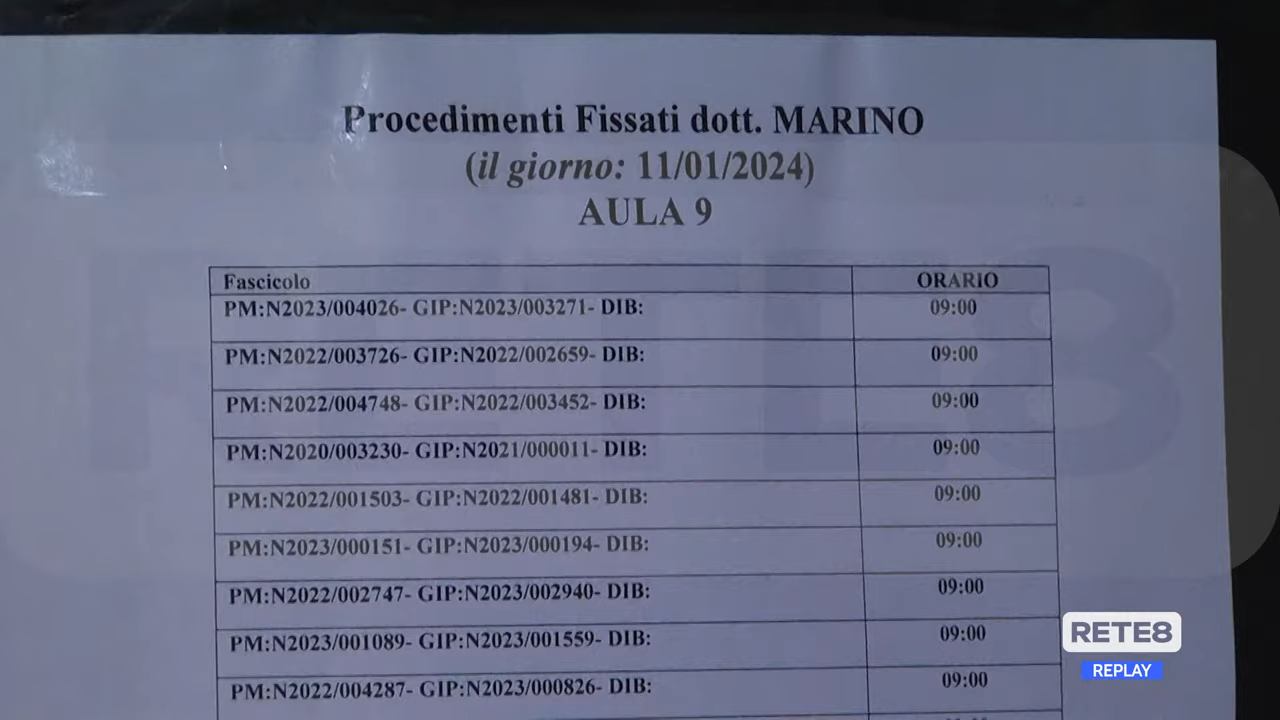 Procedimenti Fissati dott. MARINO
(il giorno: 11/01/2024)
AULA 9
Fascicolo ORARIO
PM:N2023/004026- GIP:N2023/003271- DIB: 09:00
PM:N2022/003726- GIP:N2022/002659- DIB: 09:00
PM:N2022/004748- GIP:N2022/003452- DIB: 09:00
PM:N2020/003230- GIP:N2021/000011- DIB: 09:00
PM:N2022/001503- GIP:N2022/001481- DIB: 09:00
PM:N2023/000151- GIP:N2023/000194- DIB: 09:00
PM:N2022/002747- GIP:N2023/002940- DIB: 09:00
PM:N2023/001089- GIP:N2023/001559- DIB: 09:00
PM:N2022/004287- GIP:N2023/000826- DIB: 09:00
RETE8
REPLAY